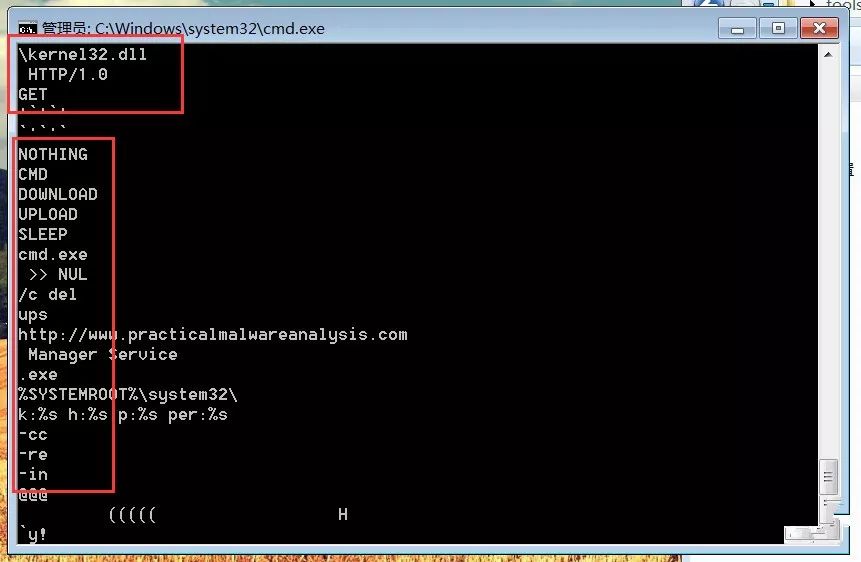 tools
管理员: C:\Windows\system32\cmd.exe
\kernel32.dll
 HTTP/1.0
GET
'`'`'
`.`.`
NOTHING
CMD
DOWNLOAD
UPLOAD
SLEEP
cmd.exe
 >> NUL
/c del
ups
http://www.practicalmalwareanalysis.com
 Manager Service
.exe
%SYSTEMROOT%\system32\
k:%s h:%s p:%s per:%s
-cc
-re
-in
@@@
         (((((                  H
`y!